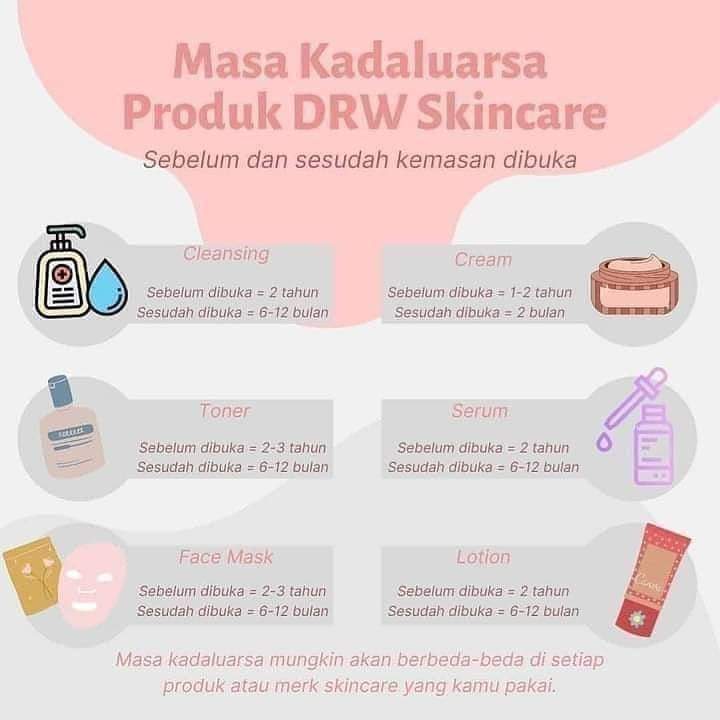 Masa Kadaluarsa
Produk DRW Skincare
Sebelum dan sesudah kemasan dibuka
Cleansing
Sebelum dibuka = 2 tahun
Sesudah dibuka = 6-12 bulan
Cream
Sebelum dibuka = 1-2 tahun
Sesudah dibuka = 2 bulan
Toner
Sebelum dibuka = 2-3 tahun
Sesudah dibuka = 6-12 bulan
Serum
Sebelum dibuka = 2 tahun
Sesudah dibuka = 6-12 bulan
Face Mask
Sebelum dibuka = 2-3 tahun
Sesudah dibuka = 6-12 bulan
Lotion
Sebelum dibuka = 2 tahun
Sesudah dibuka = 6-12 bulan
Masa kadaluarsa mungkin akan berbeda-beda di setiap
produk atau merk skincare yang kamu pakai.